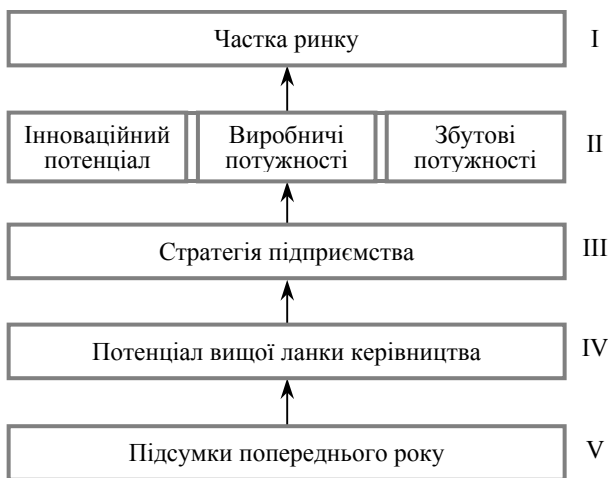 Частка ринку I
Інноваційний Виробничі Збутові
потенціал потужності потужності II
Стратегія підприємства III
Потенціал вищої ланки керівництва IV
Підсумки попереднього року V